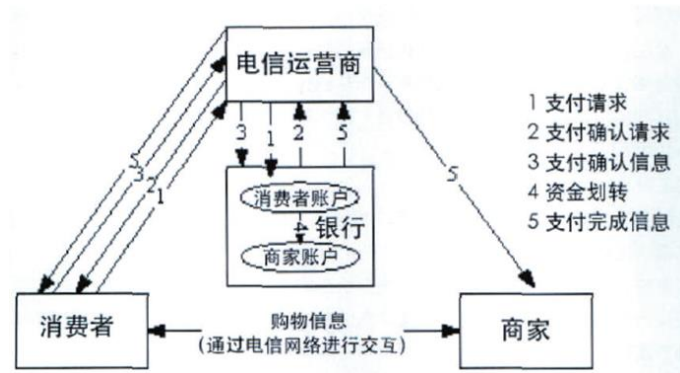 电信运营商
3 1 2 5
消费者账户
4 银行
商家账户
5
3
2
1
5
1 支付请求
2 支付确认请求
3 支付确认信息
4 资金划转
5 支付完成信息
消费者
购物信息
(通过电信网络进行交互)
商家